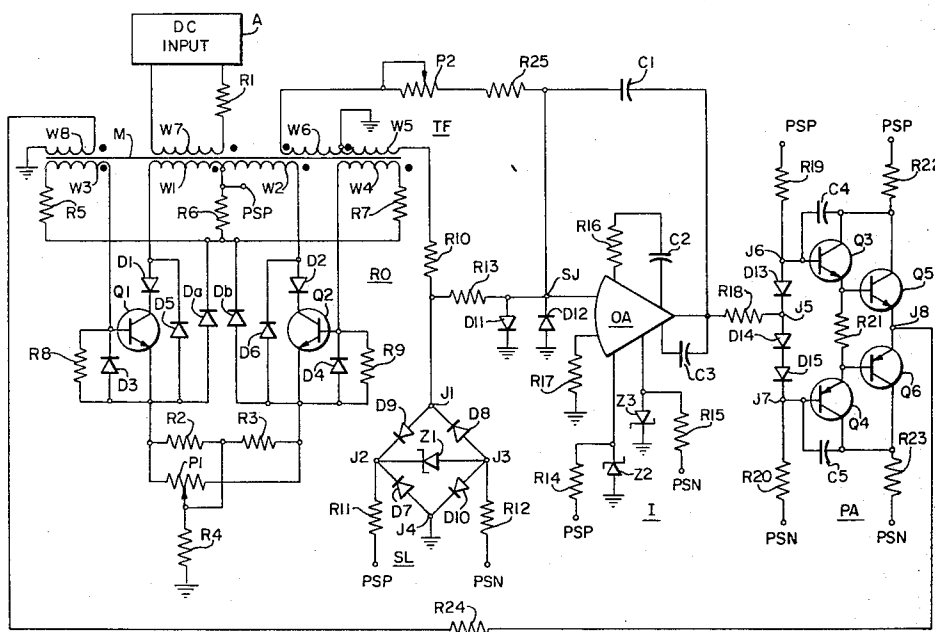 DC INPUT A
R1
P2
R25
C1
W8
M
W7
W6
W5
TF
PSP
PSP
R19
R22
C4
W3
W1
W2
W4
R5
R6
PSP
R7
R16
C2
Q3
J6
R10
R13
SJ
D13
Q5
D1
D2
RO
R18
J5
J8
Q1
D5
Da
Db
Q2
D11
D12
OA
D14
R21
R8
D3
D6
D4
R9
R17
C3
D15
Q6
J1
Z3
R15
J7
Q4
D9
D8
R2
R3
Z1
J2
J3
C5
P1
R14
Z2
PSN
R20
R23
D7
D10
R11
J4
R12
PSP
I
PA
R4
PSP
SL
PSN
PSN
PSN
R24